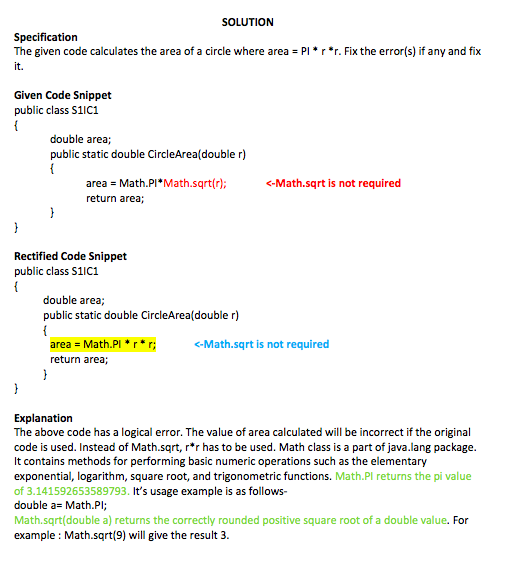 SOLUTION
Specification
The given code calculates the area of a circle where area = PI * r *r. Fix the error(s) if any and fix
it.
Given Code Snippet
public class S1IC1
{
double area;
public static double CircleArea(double r)
{
area = Math.PI*Math.sqrt(r); <-Math.sqrt is not required
return area;
}
}
Rectified Code Snippet
public class S1IC1
{
double area;
public static double CircleArea(double r)
{
area = Math.PI * r * r; <-Math.sqrt is not required
return area;
}
}
Explanation
The above code has a logical error. The value of area calculated will be incorrect if the original
code is used. Instead of Math.sqrt, r*r has to be used. Math class is a part of java.lang package.
It contains methods for performing basic numeric operations such as the elementary
exponential, logarithm, square root, and trigonometric functions. Math.PI returns the pi value
of 3.141592653589793. It's usage example is as follows-
double a= Math.PI;
Math.sqrt(double a) returns the correctly rounded positive square root of a double value. For
example : Math.sqrt(9) will give the result 3.